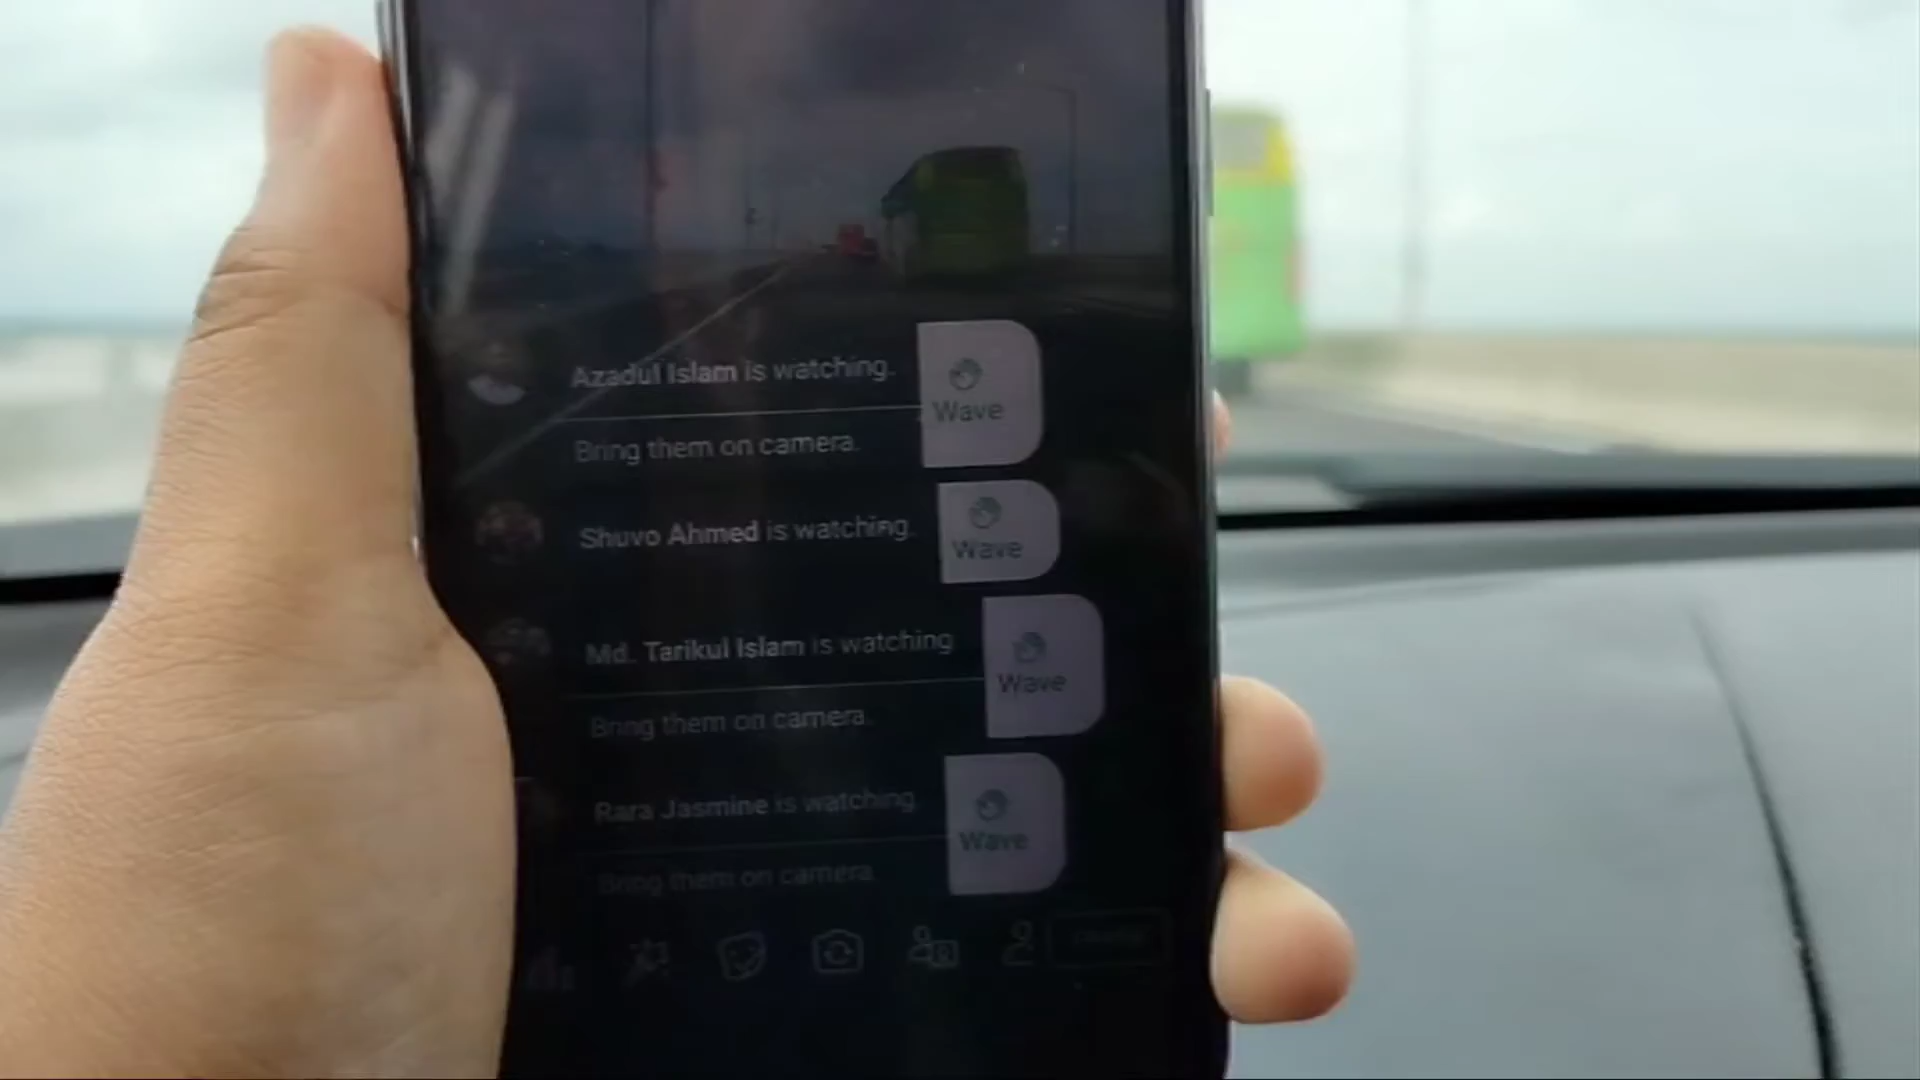 Azadul Islam is watching.
Wave
Bring them on camera.
Shuvo Ahmed is watching.
Wave
Md. Tarikul Islam is watching
Wave
Bring them on camera.
Rara Jasmine is watching
Wave
Bring them on camera